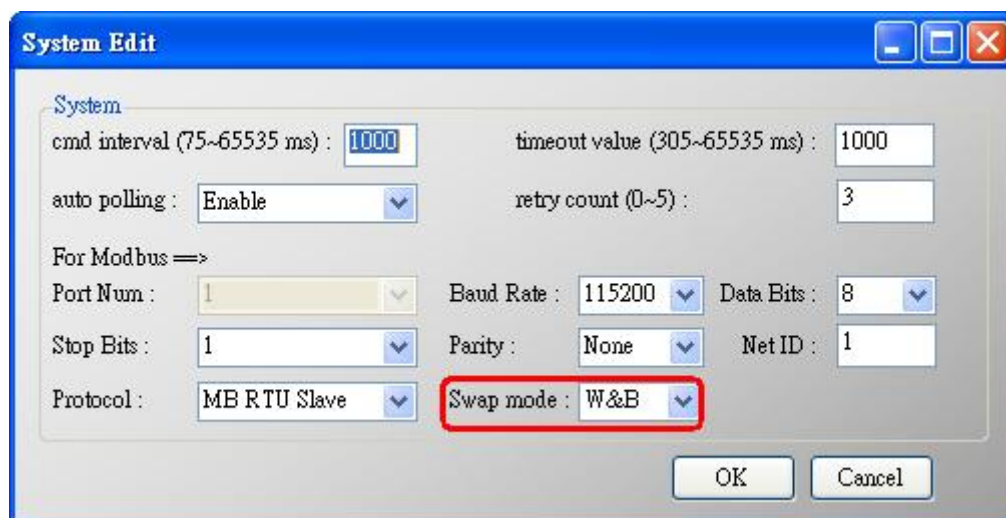 System Edit
System
cmd interval (75~65535 ms) : 1000 timeout value (305~65535 ms) : 1000
auto polling : Enable retry count (0~5) : 3
For Modbus ==>
Port Num : 1 Baud Rate : 115200 Data Bits : 8
Stop Bits : 1 Parity : None Net ID : 1
Protocol : MB RTU Slave Swap mode : W&B
OK Cancel